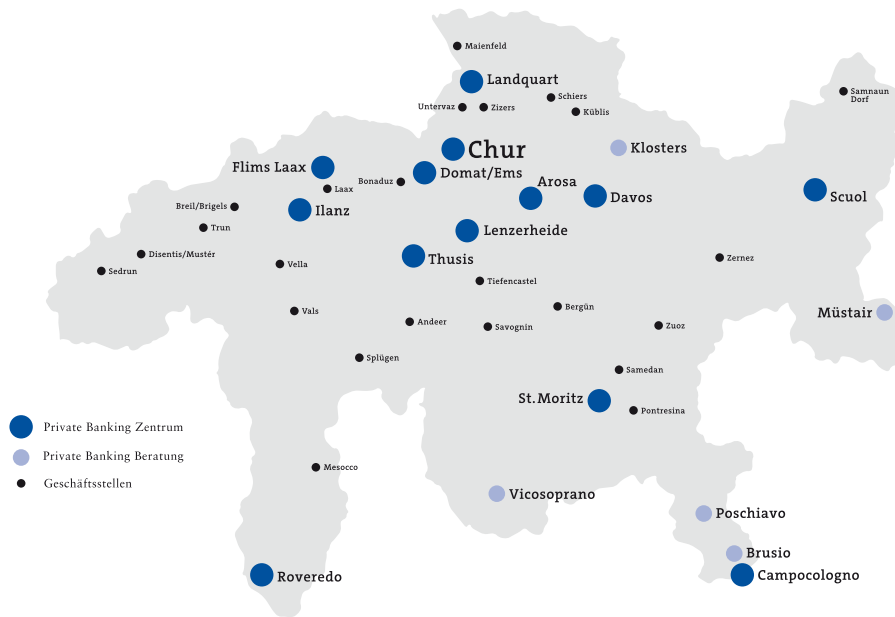 Maienfeld
Landquart
Untervaz
Zizers
Schiers
Küblis
Samnaun
Dorf
Chur
Klosters
Flims Laax
Domat/Ems
Bonaduz
Laax
Arosa
Davos
Scuol
Breil/Brigels
Ilanz
Trun
Lenzerheide
Disentis/Mustér
Sedrun
Vella
Thusis
Zernez
Tiefencastel
Vals
Andeer
Savognin
Bergün
Zuoz
Müstair
Splügen
Samedan
St. Moritz
Pontresina
Private Banking Zentrum
Private Banking Beratung
Geschäftsstellen
Mesocco
Vicosoprano
Poschiavo
Brusio
Roveredo
Campocologno